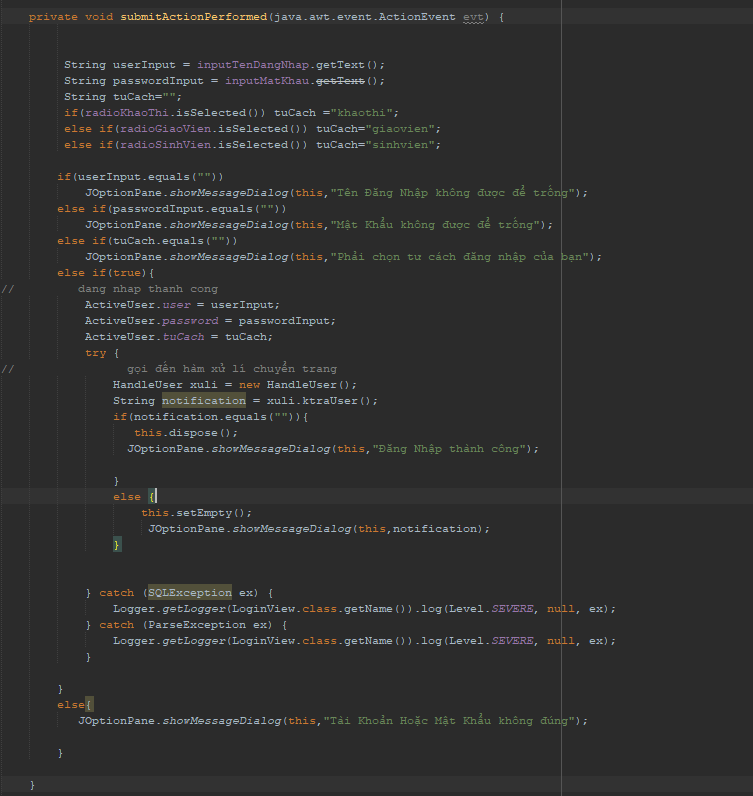 private void submitActionPerformed(java.awt.event.ActionEvent evt) {
String userInput = inputTenDangNhap.getText();
String passwordInput = inputMatKhau.getText();
String tuCach="";
if(radioKhaoThi.isSelected()) tuCach ="khaothi";
else if(radioGiaoVien.isSelected()) tuCach="giaovien";
else if(radioSinhVien.isSelected()) tuCach="sinhvien";
if(userInput.equals(""))
JOptionPane.showMessageDialog(this,"Tên Đăng Nhập không được để trống");
else if(passwordInput.equals(""))
JOptionPane.showMessageDialog(this,"Mật Khẩu không được để trống");
else if(tuCach.equals(""))
JOptionPane.showMessageDialog(this,"Phải chọn tư cách đăng nhập của bạn");
else if(true){
// dang nhap thanh cong
ActiveUser.user = userInput;
ActiveUser.password = passwordInput;
ActiveUser.tuCach = tuCach;
try {
// gọi đến hàm xử lí chuyển trang
HandleUser xuli = new HandleUser();
String notification = xuli.ktraUser();
if(notification.equals("")){
this.dispose();
JOptionPane.showMessageDialog(this,"Đăng Nhập thành công");
}
else {
this.setEmpty();
JOptionPane.showMessageDialog(this,notification);
}
} catch (SQLException ex) {
Logger.getLogger(LoginView.class.getName()).log(Level.SEVERE, null, ex);
} catch (ParseException ex) {
Logger.getLogger(LoginView.class.getName()).log(Level.SEVERE, null, ex);
}
}
else{
JOptionPane.showMessageDialog(this,"Tài Khoản Hoặc Mật Khẩu không đúng");
}
}